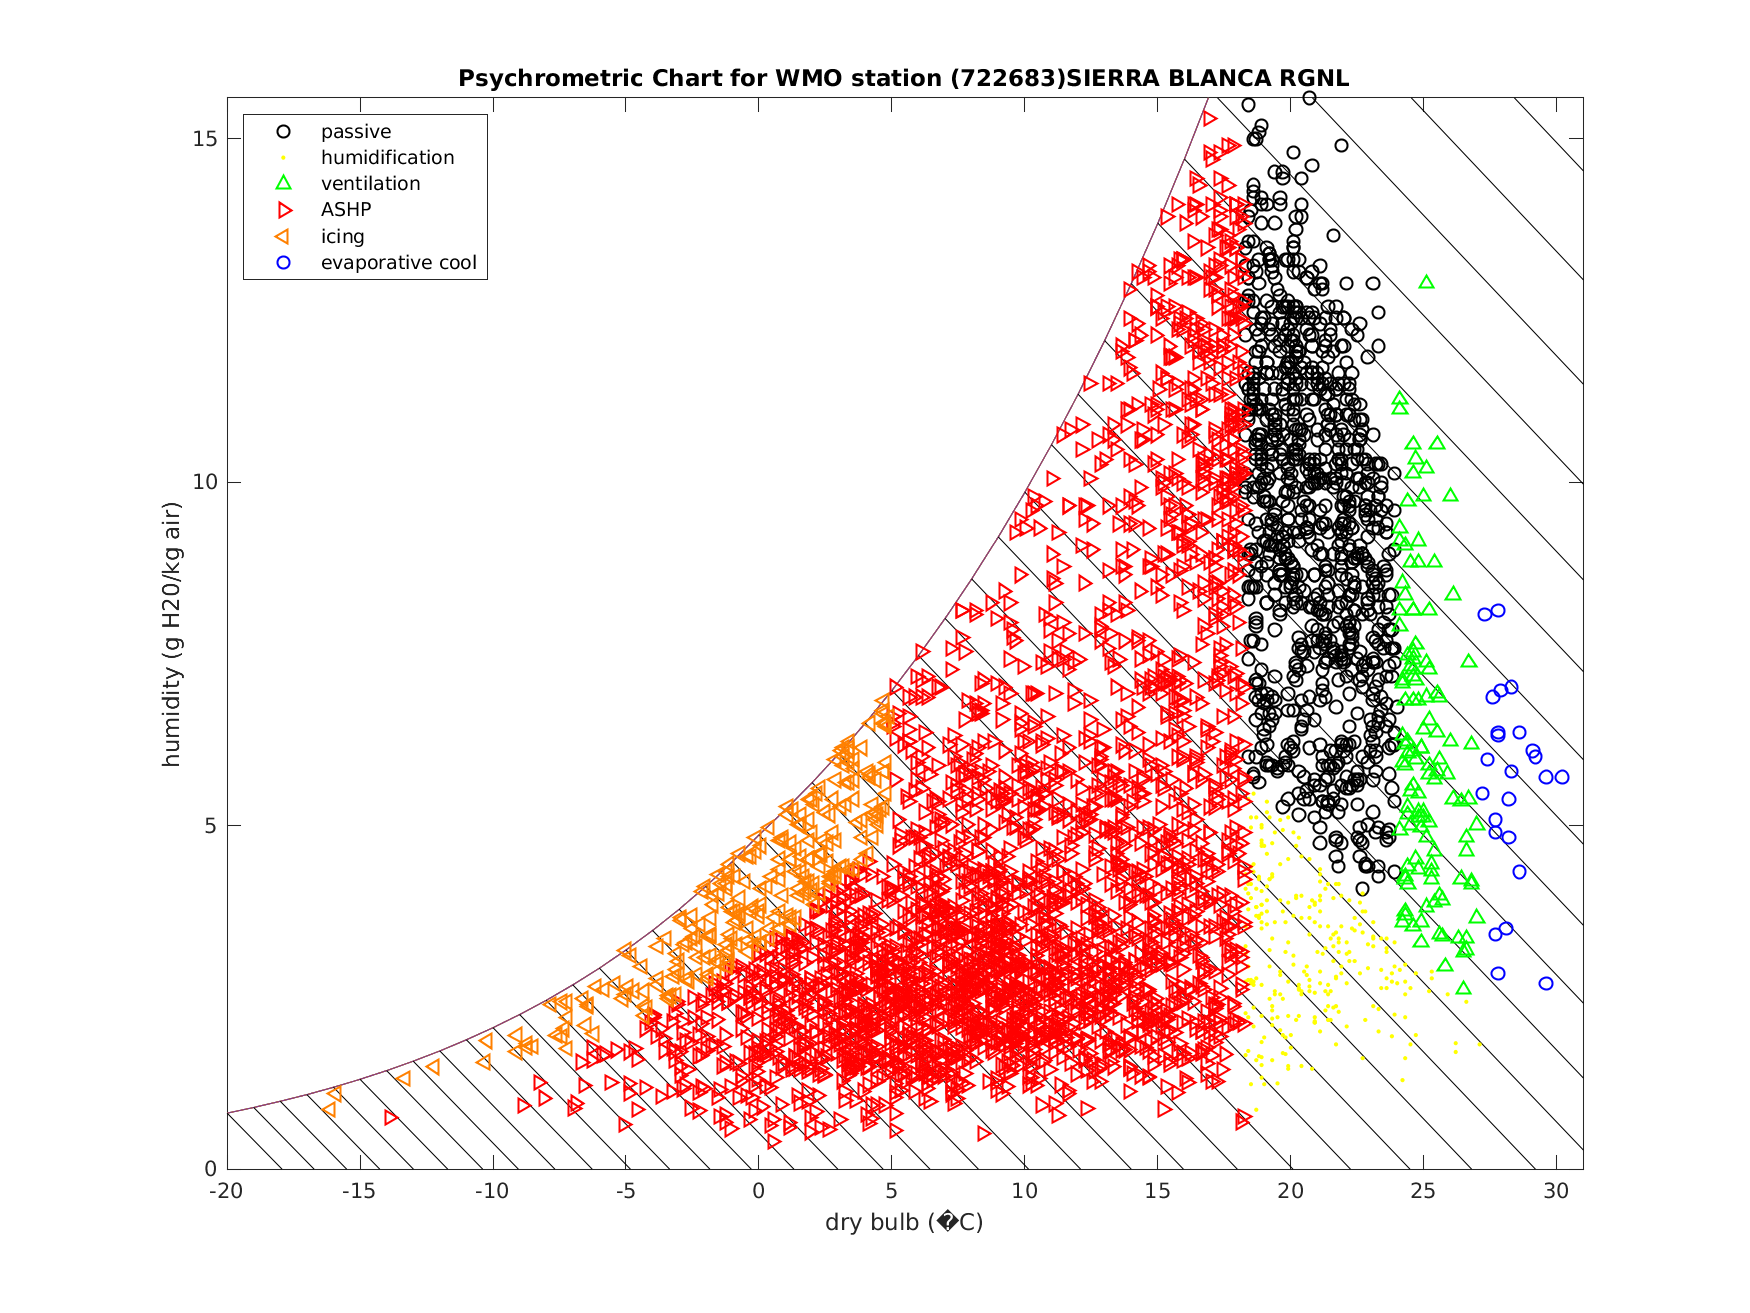 Psychrometric Chart for WMO station (722683)SIERRA BLANCA RGNL
passive
humidification
ventilation
ASHP
icing
evaporative cool
15
10
5
0
humidity (g H20/kg air)
-20 -15 -10 -5 0 5 10 15 20 25 30
dry bulb (�C)